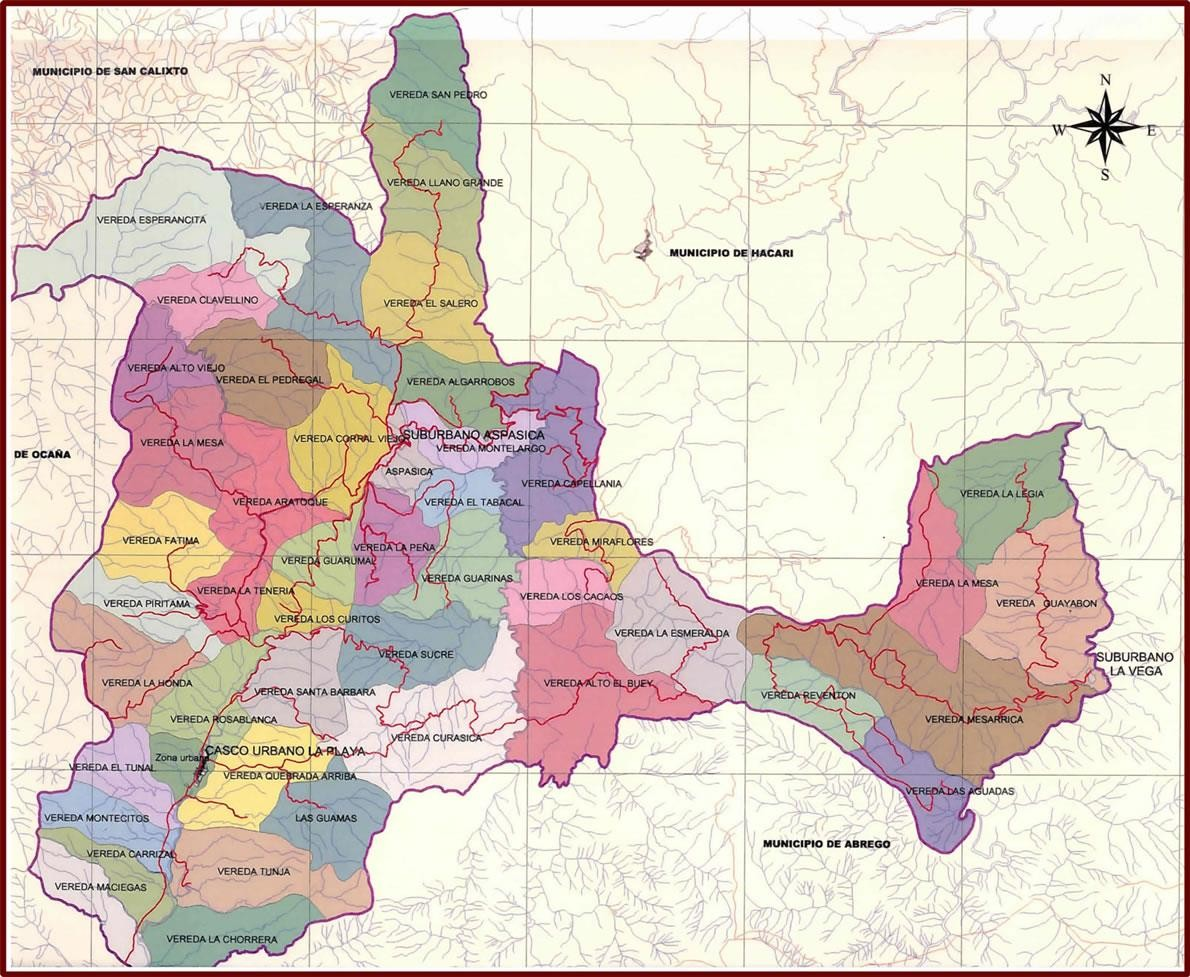 MUNICIPIO DE SAN CALIXTO
N
W
E
S
VEREDA SAN PEDRO
VEREDA LLANO GRANDE
VEREDA ESPERANCITA
VEREDA LA ESPERANZA
MUNICIPIO DE HACARI
VEREDA CLAVELLINO
VEREDA EL SALERO
VEREDA ALTO VIEJO
VEREDA EL PEDREGAL
VEREDA ALGARROBOS
VEREDA LA MESA
VEREDA CORRAL VIEJO
SUBURBANO ASPASICA
VEREDA MONTELARGO
DE OCAÑA
ASPASICA
VEREDA CAPELLANIA
VEREDA ARATOQUE
VEREDA EL TABACAL
VEREDA LA LEGIA
VEREDA FATIMA
VEREDA LA PEÑA
VEREDA MIRAFLORES
VEREDA GUARUMAL
VEREDA GUARINAS
VEREDA LA MESA
VEREDA LA TENERIA
VEREDA LOS CACAOS
VEREDA PIRITAMA
VEREDA GUAYABON
VEREDA LOS CURITOS
VEREDA LA ESMERALDA
VEREDA SUCRE
SUBURBANO
LA VEGA
VEREDA LA HONDA
VEREDA SANTA BARBARA
VEREDA ALTO EL BUEY
VEREDA REVENTON
VEREDA ROSABLANCA
VEREDA MESARRICA
VEREDA CURASICA
CASCO URBANO LA PLAYA
Zona urbana
VEREDA EL TUNAL
VEREDA QUEBRADA ARRIBA
VEREDA LAS AGUADAS
VEREDA MONTECITOS
LAS GUAMAS
MUNICIPIO DE ABREGO
VEREDA CARRIZAL
VEREDA TUNJA
VEREDA MACIEGAS
VEREDA LA CHORRERA